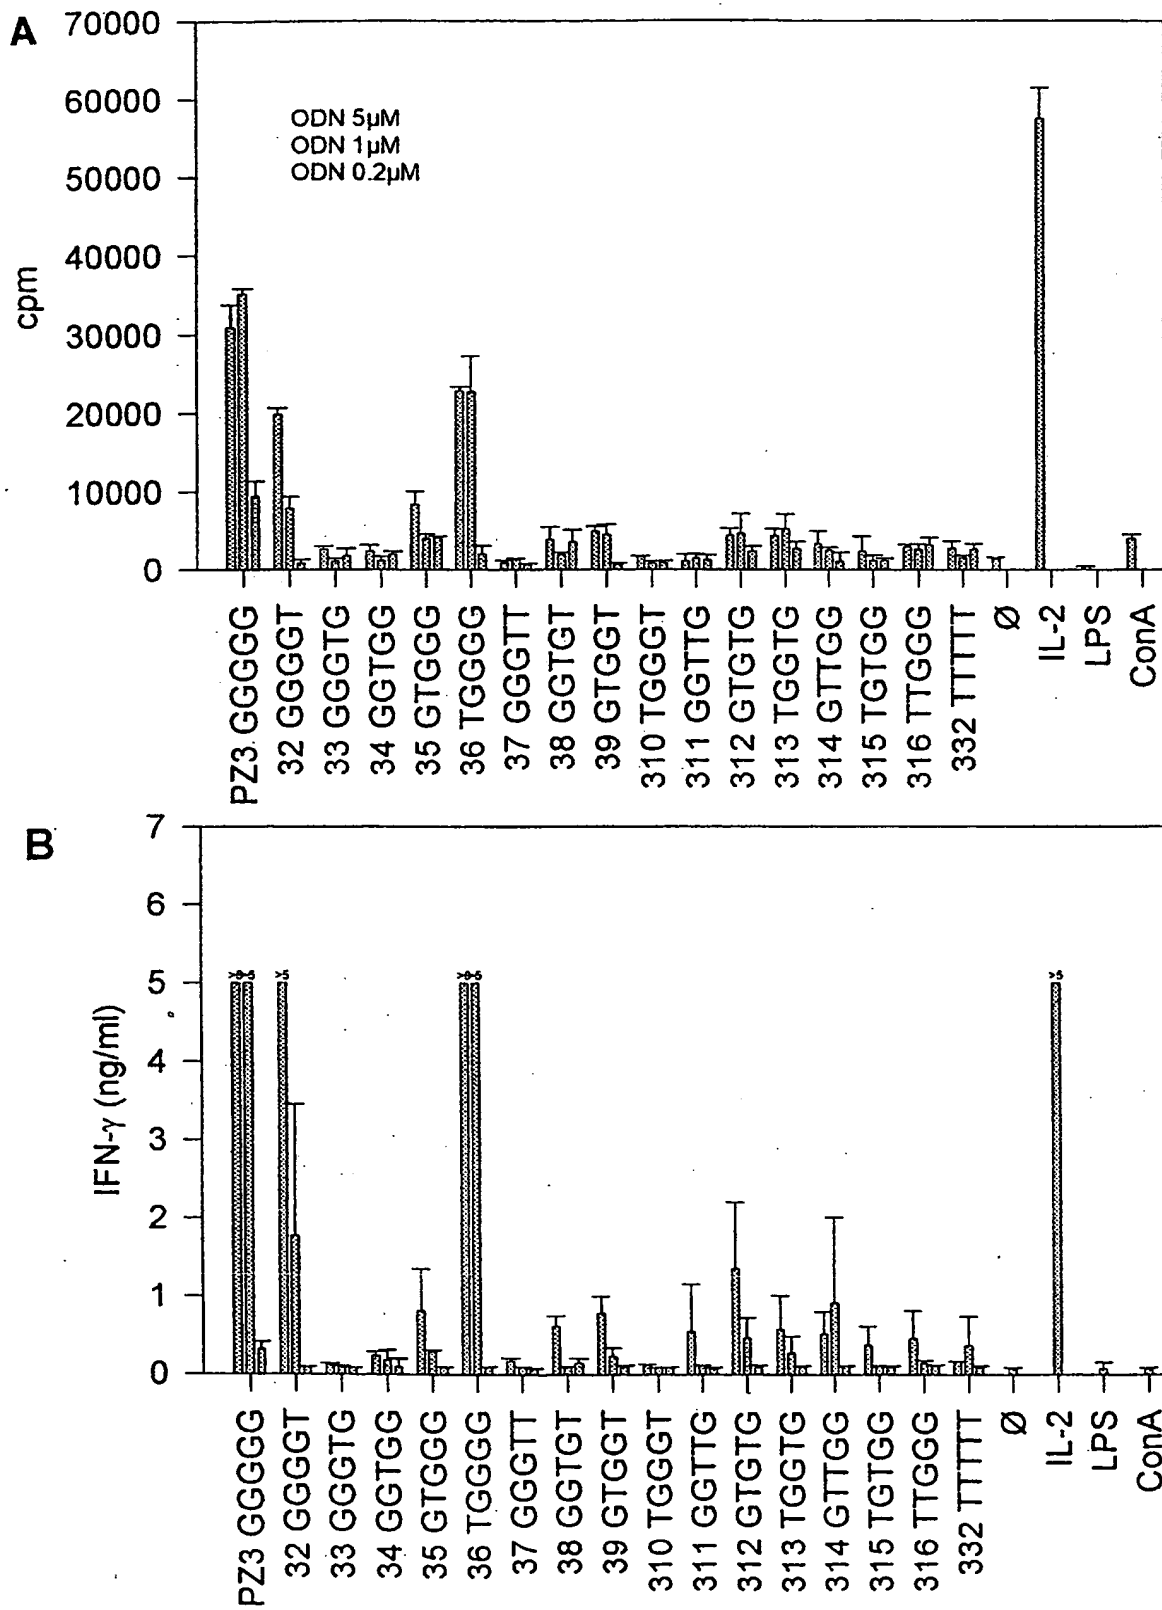 A
70000
60000
50000
40000
30000
20000
10000
0
cpm
ODN 5µM
ODN 1µM
ODN 0.2µM
PZ3 GGGGG
32 GGGGT
33 GGGTG
34 GGTGG
35 GTGGG
36 TGGGG
37 GGGTT
38 GGTGT
39 GTGGT
310 TGGGT
311 GGTTG
312 GTGTG
313 TGGTG
314 GTTGG
315 TGTGG
316 TTGGG
332 TTTTT
Ø
IL-2
LPS
ConA
B
7
6
5
4
3
2
1
0
IFN-γ (ng/ml)
>5
>5
PZ3 GGGGG
32 GGGGT
33 GGGTG
34 GGTGG
35 GTGGG
36 TGGGG
37 GGGTT
38 GGTGT
39 GTGGT
310 TGGGT
311 GGTTG
312 GTGTG
313 TGGTG
314 GTTGG
315 TGTGG
316 TTGGG
332 TTTTT
Ø
IL-2
LPS
ConA